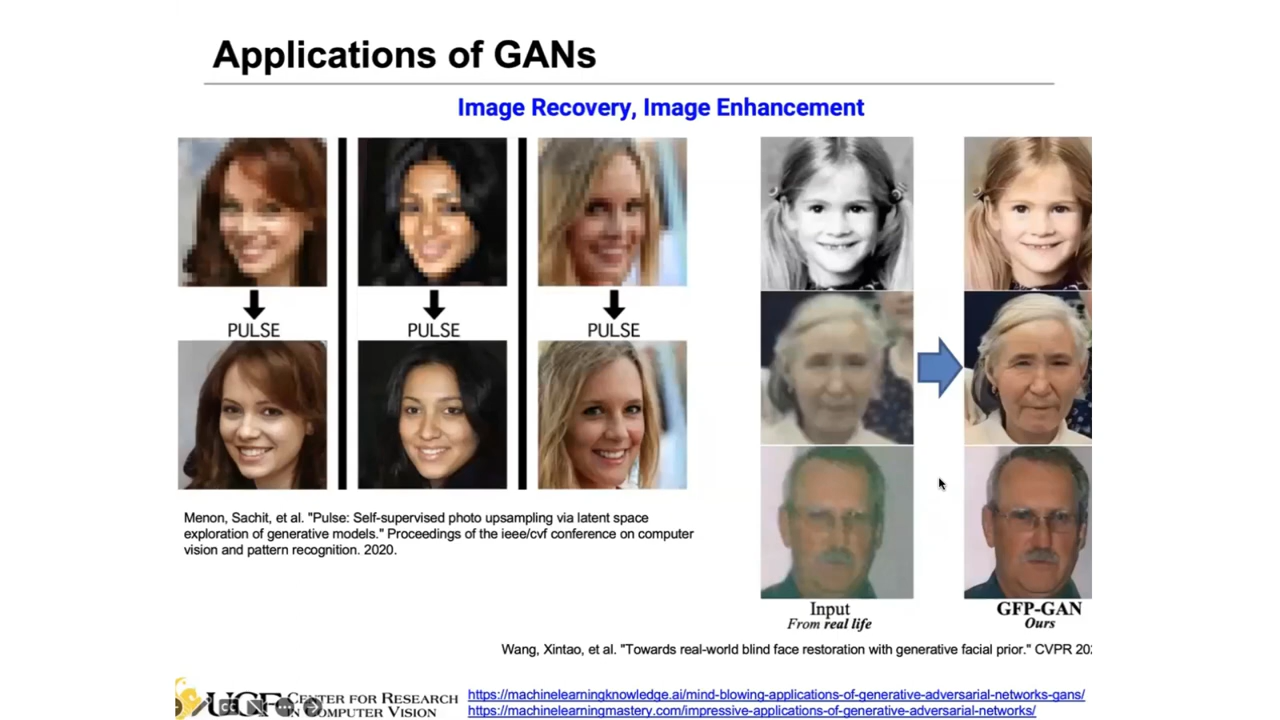 Applications of GANs
Image Recovery, Image Enhancement
PULSE
PULSE
PULSE
Menon, Sachit, et al. "Pulse: Self-supervised photo upsampling via latent space
exploration of generative models." Proceedings of the ieee/cvf conference on computer
vision and pattern recognition. 2020.
Input
From real life
GFP-GAN
Ours
Wang, Xintao, et al. "Towards real-world blind face restoration with generative facial prior." CVPR
UCF CENTER FOR RESEARCH
IN COMPUTER VISION
https://machinelearningknowledge.ai/mind-blowing-applications-of-generative-adversarial-networks-gans/
https://machinelearningmastery.com/impressive-applications-of-generative-adversarial-networks/